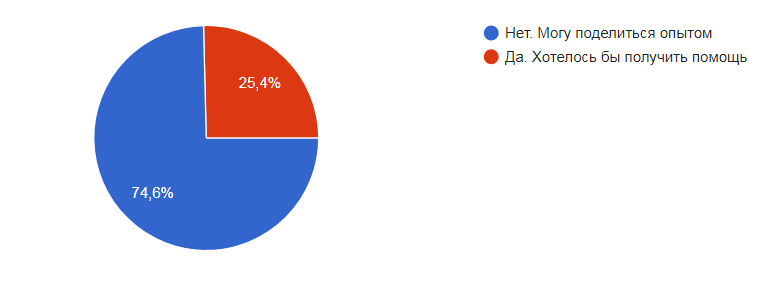 Нет. Могу поделиться опытом
Да. Хотелось бы получить помощь
25,4%
74,6%